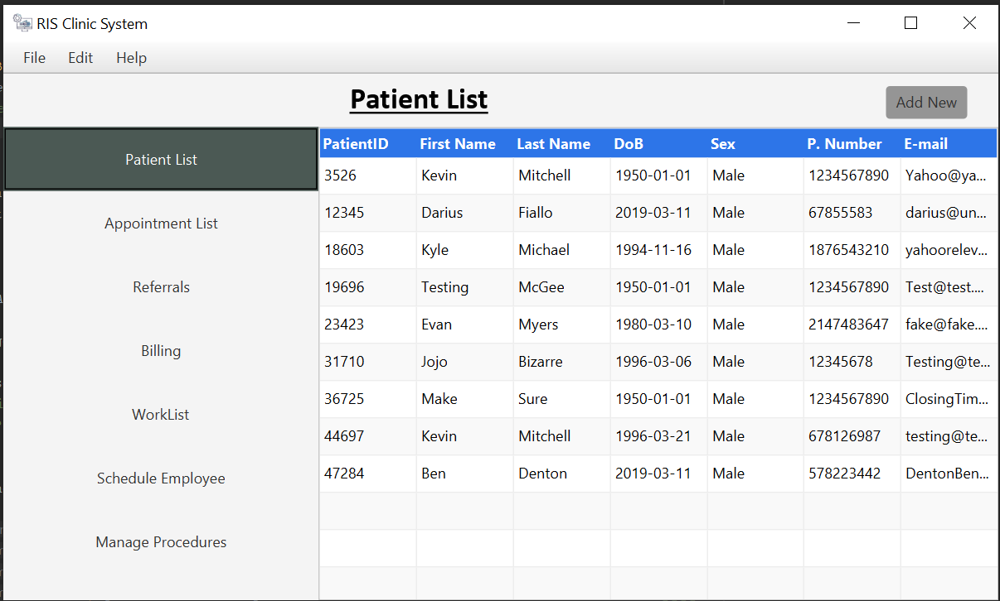 RIS Clinic System
File Edit Help
Patient List
Add New
Patient List
Appointment List
Referrals
Billing
WorkList
Schedule Employee
Manage Procedures
PatientID First Name Last Name DoB Sex P. Number E-mail
3526 Kevin Mitchell 1950-01-01 Male 1234567890 Yahoo@ya...
12345 Darius Fiallo 2019-03-11 Male 67855583 darius@un...
18603 Kyle Michael 1994-11-16 Male 1876543210 yahoorelev...
19696 Testing McGee 1950-01-01 Male 1234567890 Test@test....
23423 Evan Myers 1980-03-10 Male 2147483647 fake@fake....
31710 Jojo Bizarre 1996-03-06 Male 12345678 Testing@te...
36725 Make Sure 1950-01-01 Male 1234567890 ClosingTim...
44697 Kevin Mitchell 1996-03-21 Male 678126987 testing@te...
47284 Ben Denton 2019-03-11 Male 578223442 DentonBen...